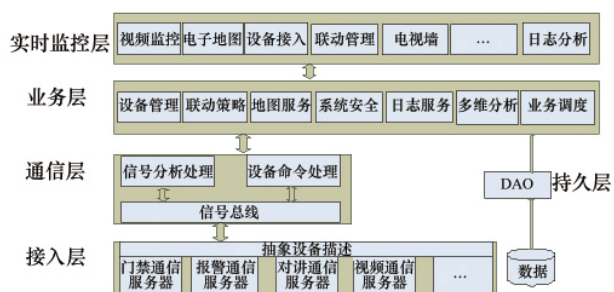 实时监控层
视频监控 电子地图 设备接入 联动管理 电视墙 … 日志分析
业务层
设备管理 联动策略 地图服务 系统安全 日志服务 多维分析 业务调度
通信层
信号分析处理 设备命令处理
信号总线
DAO 持久层
接入层
抽象设备描述
门禁通信服务器 报警通信服务器 对讲通信服务器 视频通信服务器 …
数据